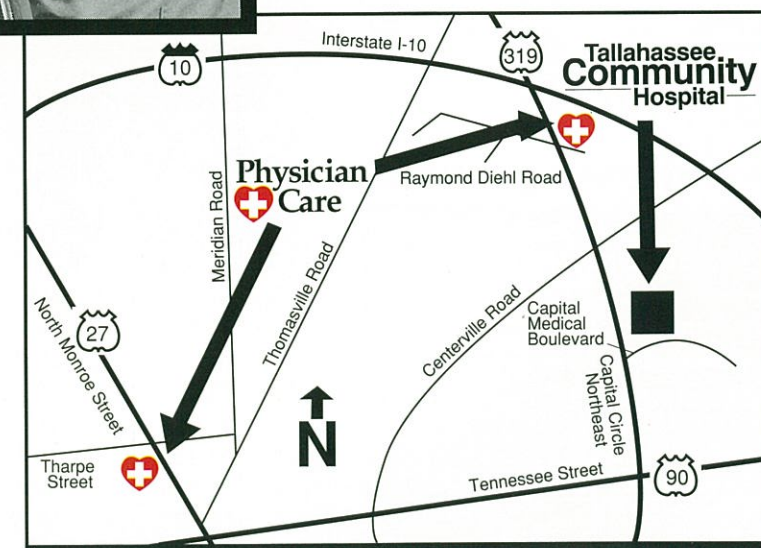 Interstate I-10
10
319
Tallahassee
Community
Hospital
Physician
Care
Raymond Diehl Road
Meridian Road
Thomasville Road
Centerville Road
Capital
Medical
Boulevard
North Monroe Street
27
Capital Circle
Northeast
N
Tharpe
Street
Tennessee Street
90